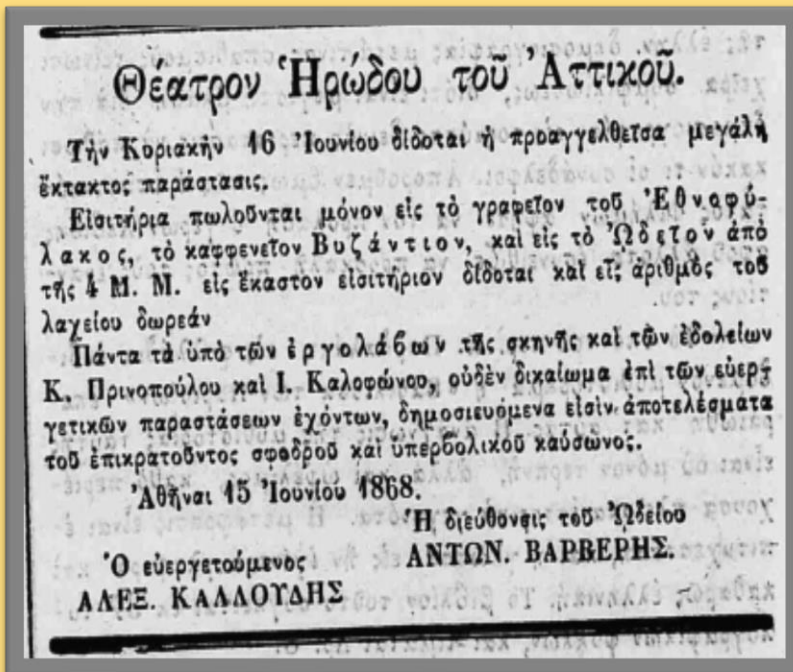 Θέατρον Ἡρώδου τοῦ Ἀττικοῦ.
Τὴν Κυριακὴν 16 Ἰουνίου δίδοται ἡ προαγγελθεῖσα μεγάλη
ἔκτακτος παράστασις.
Εἰσιτήρια πωλοῦνται μόνον εἰς τὸ γραφεῖον τοῦ Ἐθνοφύ-
λακος, τὸ καφφενεῖον Βυζάντιον, καὶ εἰς τὸ Ὠδεῖον ἀπὸ
τῆς 4 Μ. Μ. εἰς ἕκαστον εἰσιτήριον δίδοται καὶ εἷς ἀριθμὸς τοῦ
λαχείου δωρεάν
Πάντα τὰ ὑπὸ τῶν ἐργολάβων τῆς σκηνῆς καὶ τῶν ἑδολείων
Κ. Πρινοπούλου καὶ Ι. Καλοφώνου, οὐδὲν δικαίωμα ἐπὶ τῶν εὐερ-
γετικῶν παραστάσεων ἐχόντων, δημοσιευόμενα εἰσὶν ἀποτελέσματα
τοῦ ἐπικρατοῦντος σφοδροῦ καὶ ὑπερβολικοῦ καύσωνος.
Ἀθῆναι 15 Ἰουνίου 1868.
Ἡ διεύθυνσις τοῦ Ὠδείου
ΑΝΤΩΝ. ΒΑΡΒΕΡΗΣ.
Ὁ εὐεργετούμενος
ΑΛΕΞ. ΚΑΛΛΟΥΔΗΣ